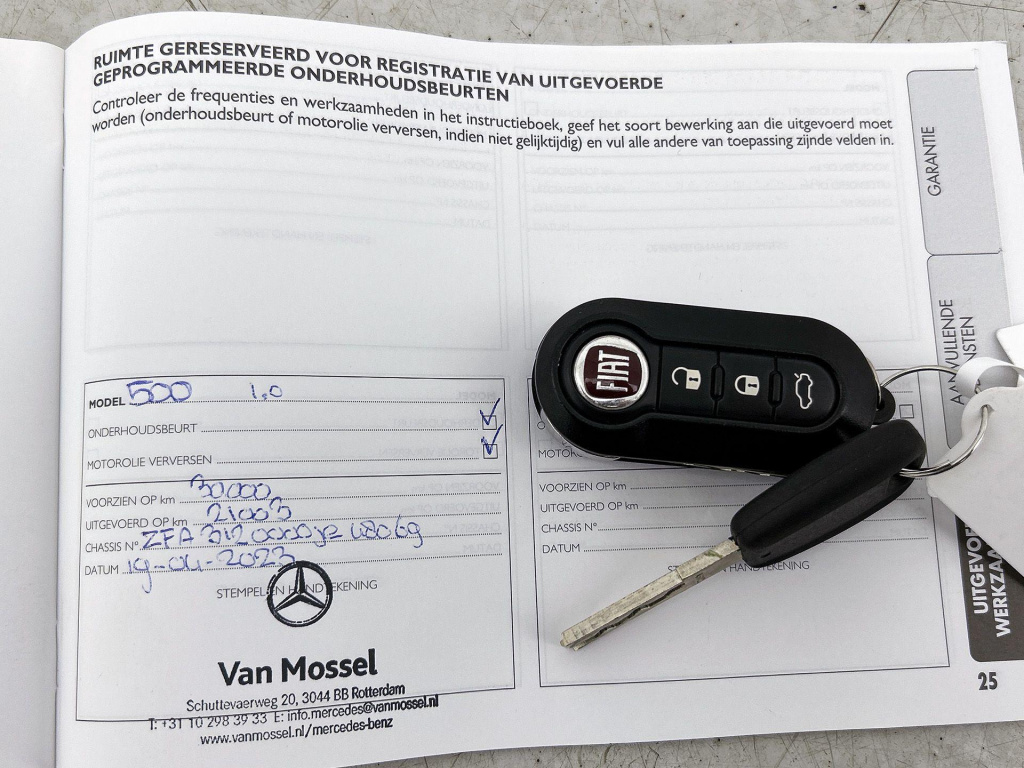 RUIMTE GERESERVEERD VOOR REGISTRATIE VAN UITGEVOERDE
GEPROGRAMMEERDE ONDERHOUDSBEURTEN
Controleer de frequenties en werkzaamheden in het instructieboek, geef het soort bewerking aan die uitgevoerd moet
worden (onderhoudsbeurt of motorolie verversen, indien niet gelijktijdig) en vul alle andere van toepassing zijnde velden in.
MODEL 500 1.0
ONDERHOUDSBEURT
MOTOROLIE VERVERSEN
VOORZIEN OP km 30000
UITGEVOERD OP km 21003
CHASSIS N°
DATUM 19-04-2023
STEMPEL EN HANDTEKENING
Van Mossel
Schuttevaerweg 20, 3044 BB Rotterdam
T: +31 10 298 39 33 E: info.mercedes@vanmossel.nl
www.vanmossel.nl/mercedes-benz
FIAT
VOORZIEN OP km
UITGEVOERD OP km
CHASSIS N°
DATUM
GARANTIE
25